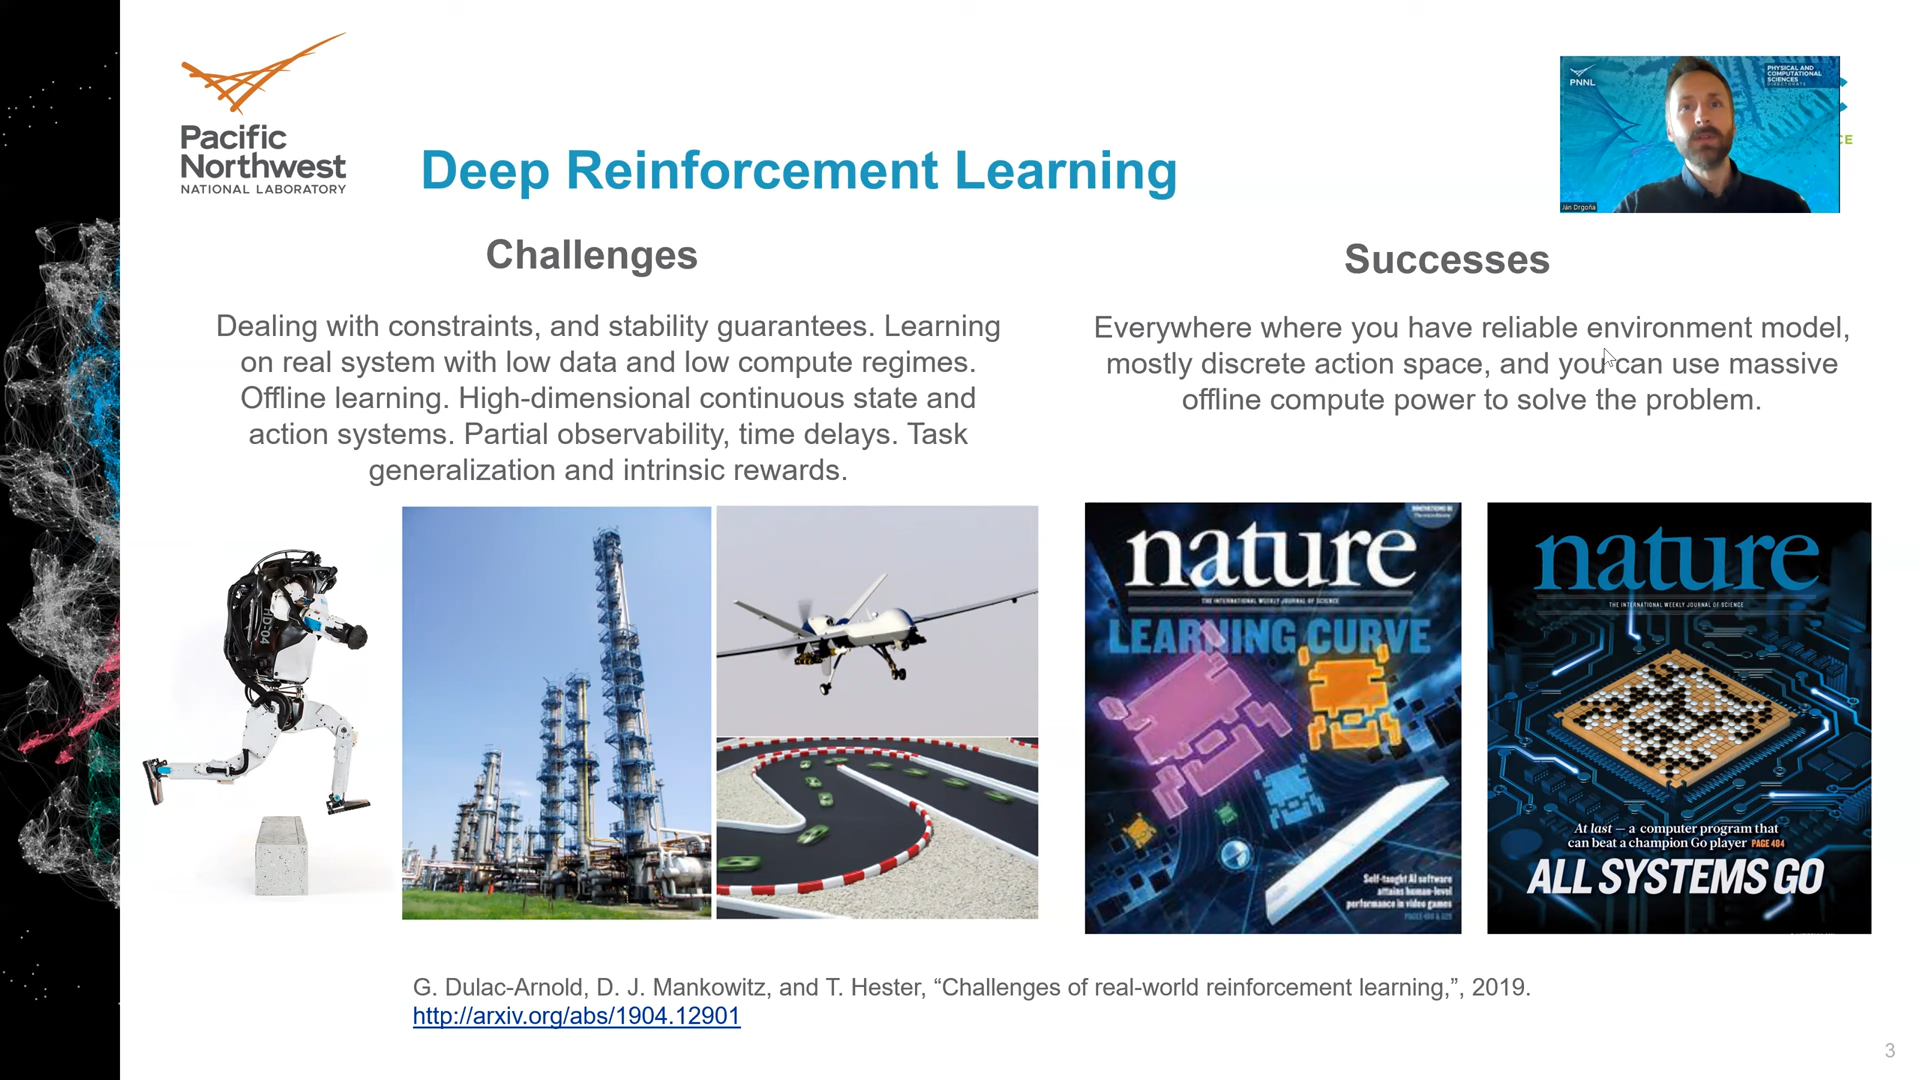 Pacific
Northwest
NATIONAL LABORATORY
Deep Reinforcement Learning
PNNL
PHYSICAL AND
COMPUTATIONAL
SCIENCES
DIRECTORATE
CE
Ján Drgoňa
Challenges
Dealing with constraints, and stability guarantees. Learning
on real system with low data and low compute regimes.
Offline learning. High-dimensional continuous state and
action systems. Partial observability, time delays. Task
generalization and intrinsic rewards.
Successes
Everywhere where you have reliable environment model,
mostly discrete action space, and you can use massive
offline compute power to solve the problem.
nature
THE INTERNATIONAL WEEKLY JOURNAL OF SCIENCE
LEARNING CURVE
Self-taught AI software
attains human-level
performance in video games
nature
THE INTERNATIONAL WEEKLY JOURNAL OF SCIENCE
At last — a computer program that
can beat a champion Go player PAGE 484
ALL SYSTEMS GO
G. Dulac-Arnold, D. J. Mankowitz, and T. Hester, “Challenges of real-world reinforcement learning,”, 2019.
http://arxiv.org/abs/1904.12901
3